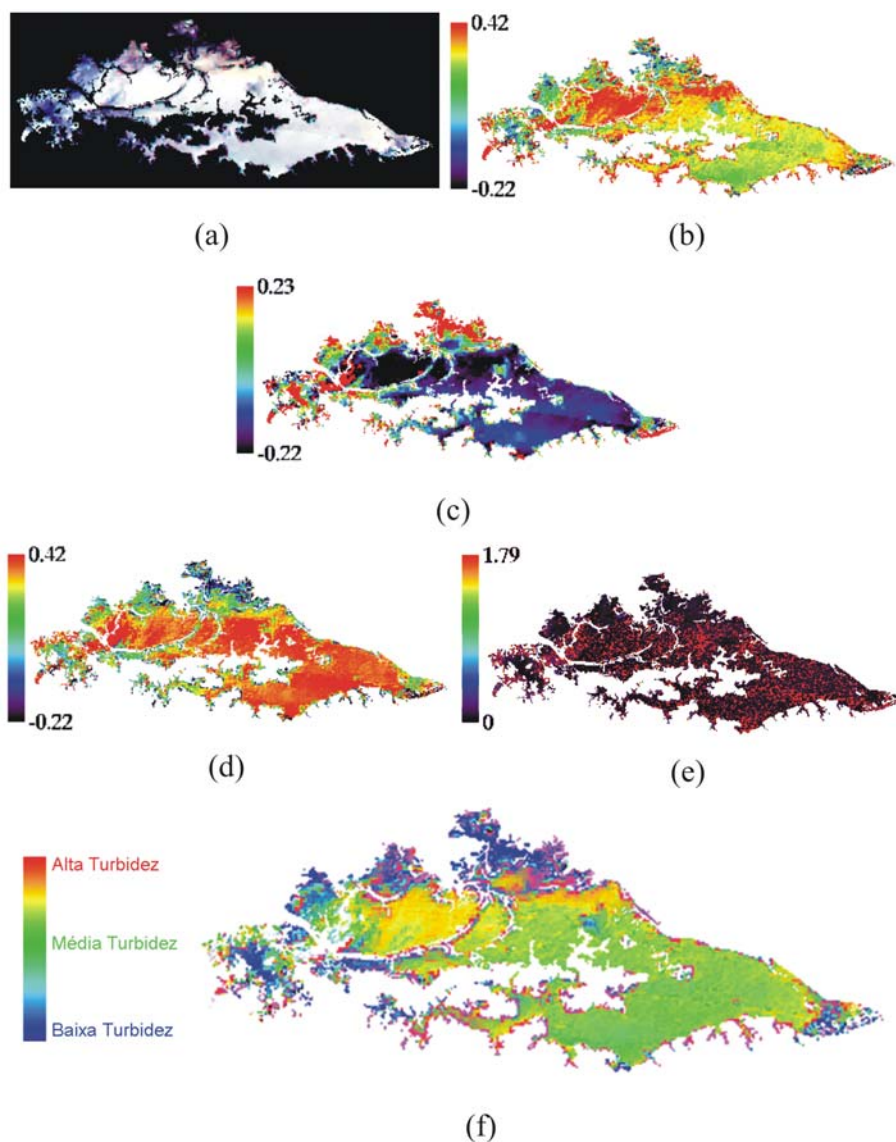 0.42
-0.22
(a)
(b)
0.23
-0.22
(c)
0.42
-0.22
(d)
1.79
0
(e)
Alta Turbidez
Média Turbidez
Baixa Turbidez
(f)